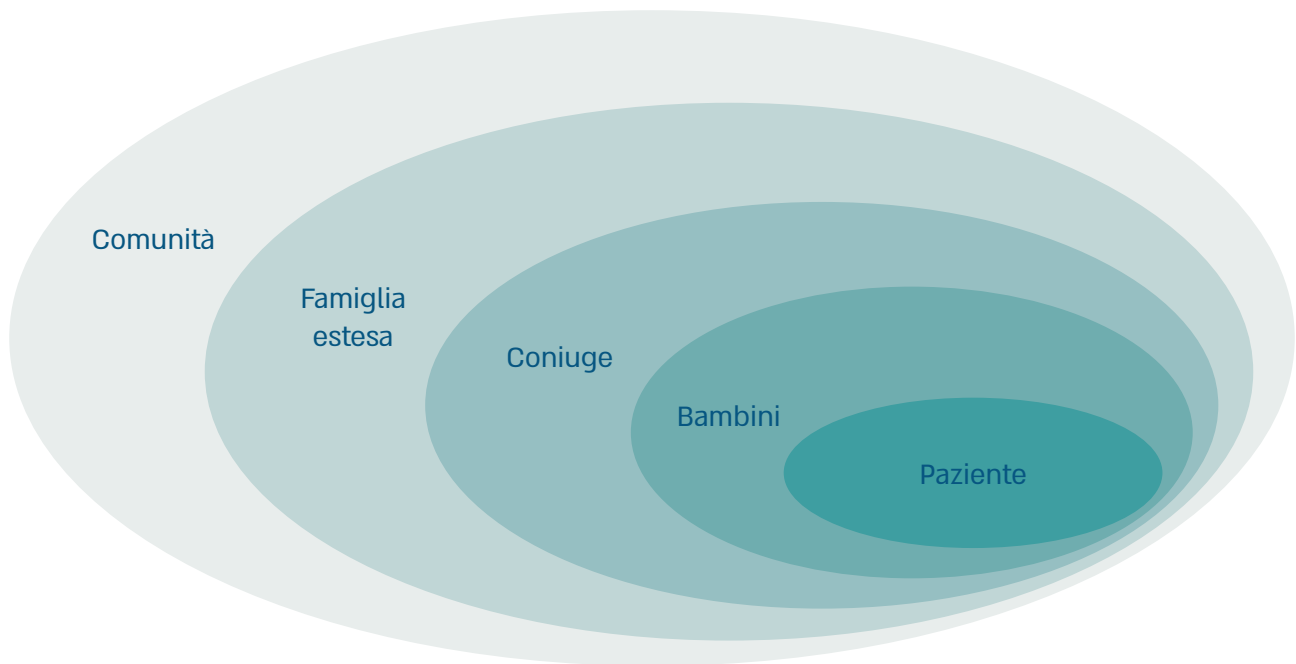 Comunità
Famiglia
estesa
Coniuge
Bambini
Paziente